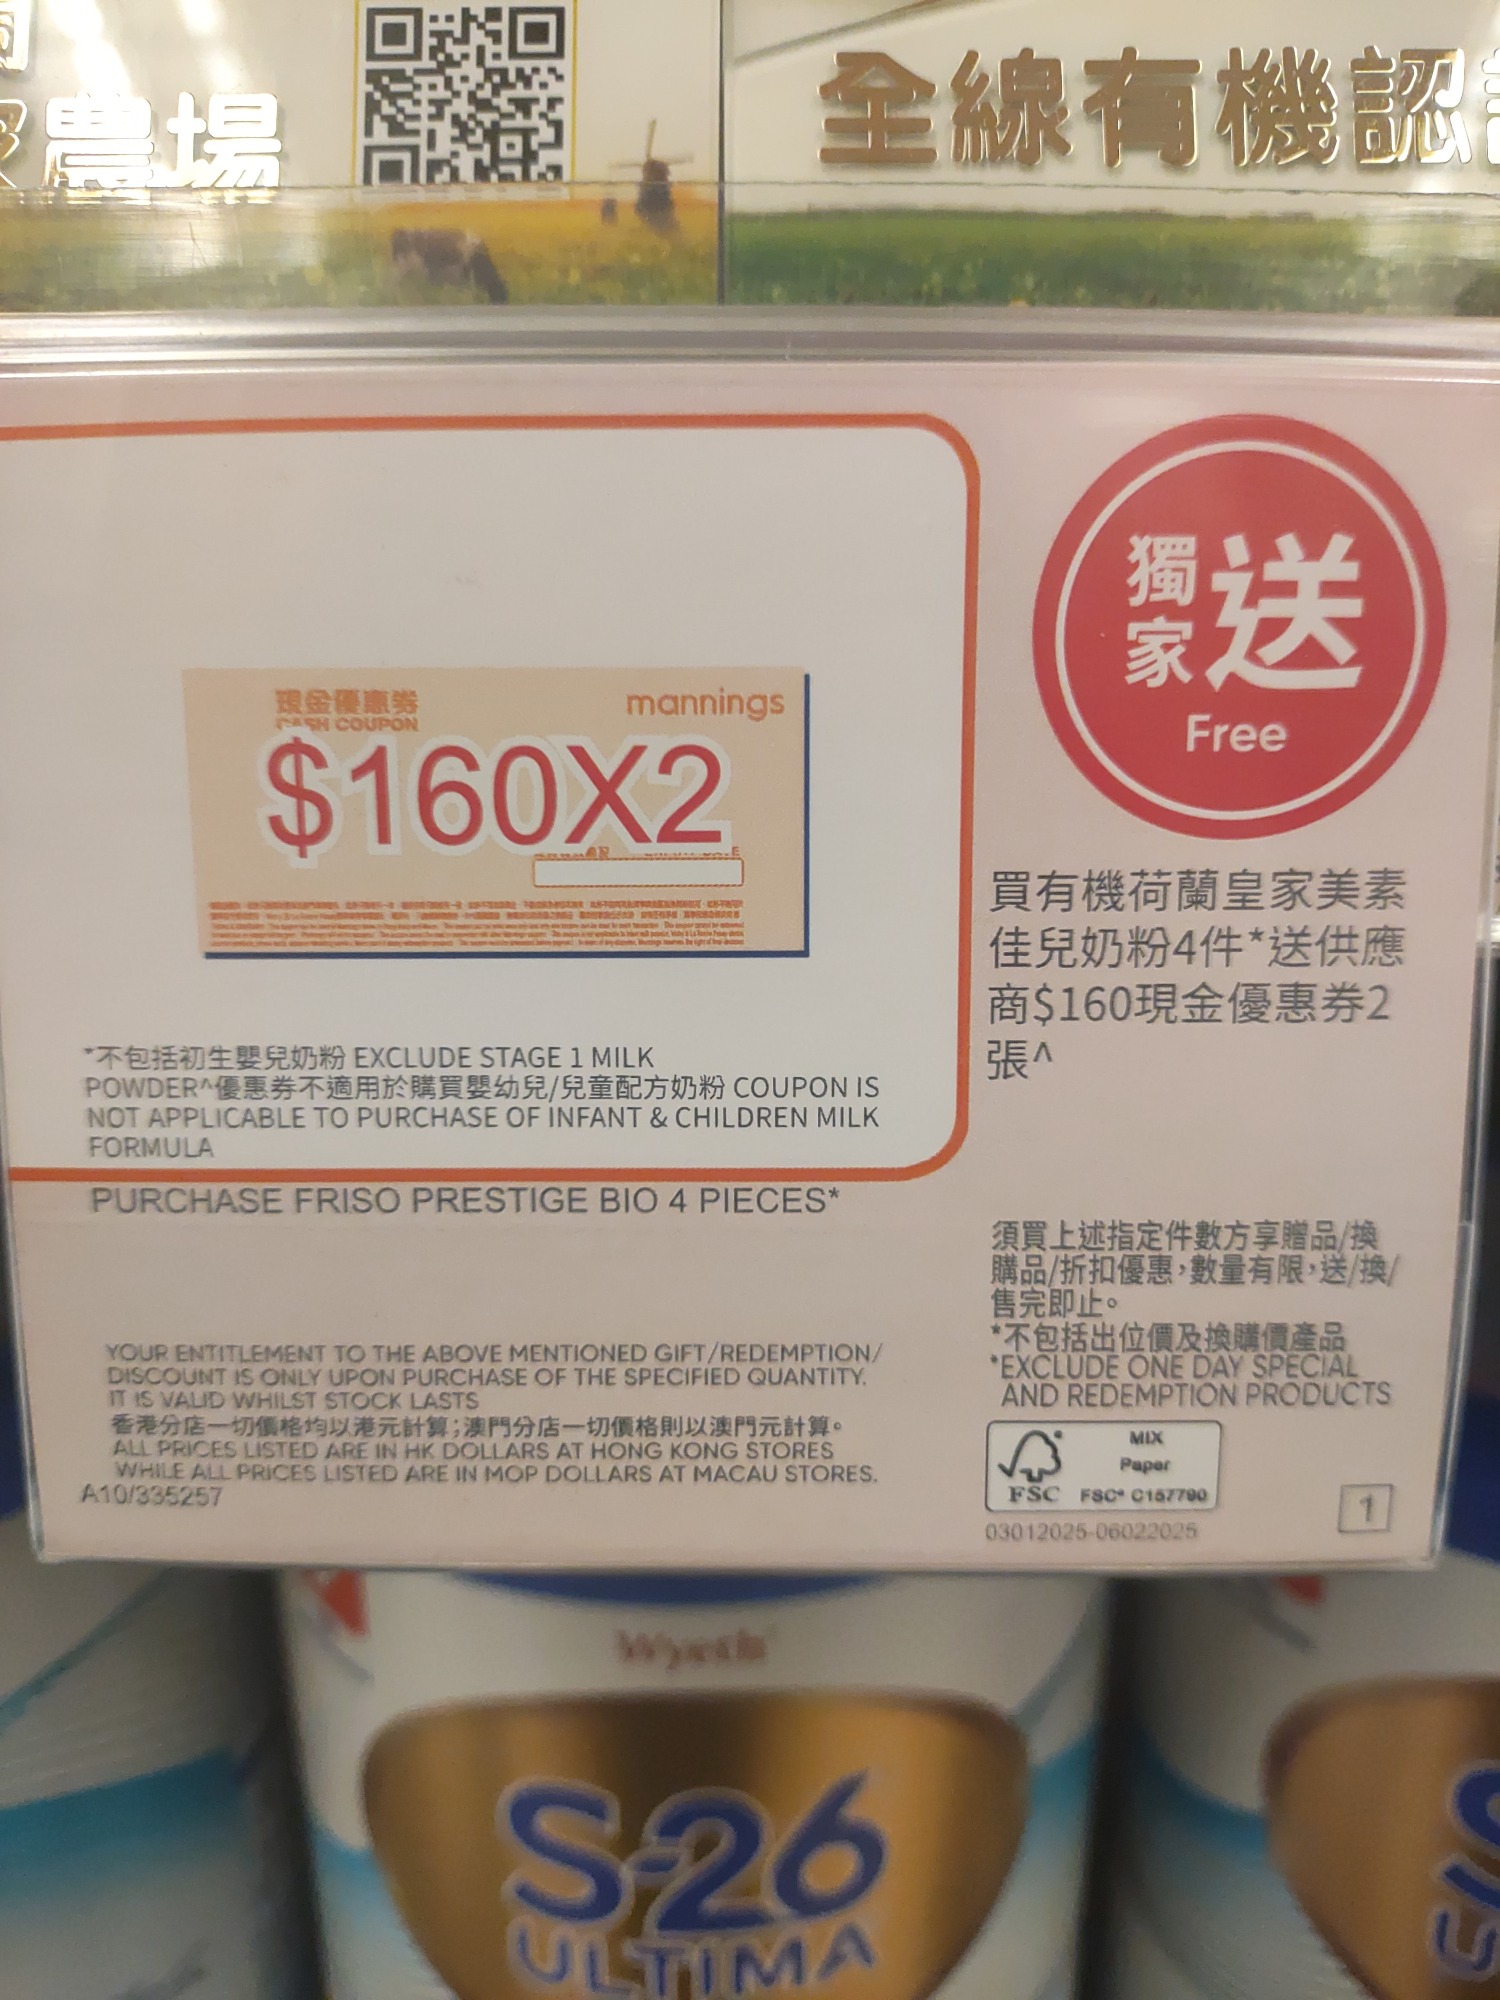 農場
全線有機認
現金優惠券
CASH COUPON
mannings
$160X2
獨家
送
Free
買有機荷蘭皇家美素
佳兒奶粉4件*送供應
商$160現金優惠券2
張^
*不包括初生嬰兒奶粉 EXCLUDE STAGE 1 MILK
POWDER^優惠券不適用於購買嬰幼兒/兒童配方奶粉 COUPON IS
NOT APPLICABLE TO PURCHASE OF INFANT & CHILDREN MILK
FORMULA
PURCHASE FRISO PRESTIGE BIO 4 PIECES*
須買上述指定件數方享贈品/換
購品/折扣優惠，數量有限，送/換/
售完即止。
*不包括出位價及換購價產品
*EXCLUDE ONE DAY SPECIAL
AND REDEMPTION PRODUCTS
YOUR ENTITLEMENT TO THE ABOVE MENTIONED GIFT/REDEMPTION/
DISCOUNT IS ONLY UPON PURCHASE OF THE SPECIFIED QUANTITY.
IT IS VALID WHILST STOCK LASTS
香港分店一切價格均以港元計算；澳門分店一切價格則以澳門元計算。
ALL PRICES LISTED ARE IN HK DOLLARS AT HONG KONG STORES
WHILE ALL PRICES LISTED ARE IN MOP DOLLARS AT MACAU STORES.
A10/335257
MIX
Paper
FSC FSC® C157790
03012025-06022025
1
Wyeth
S-26
ULTIMA